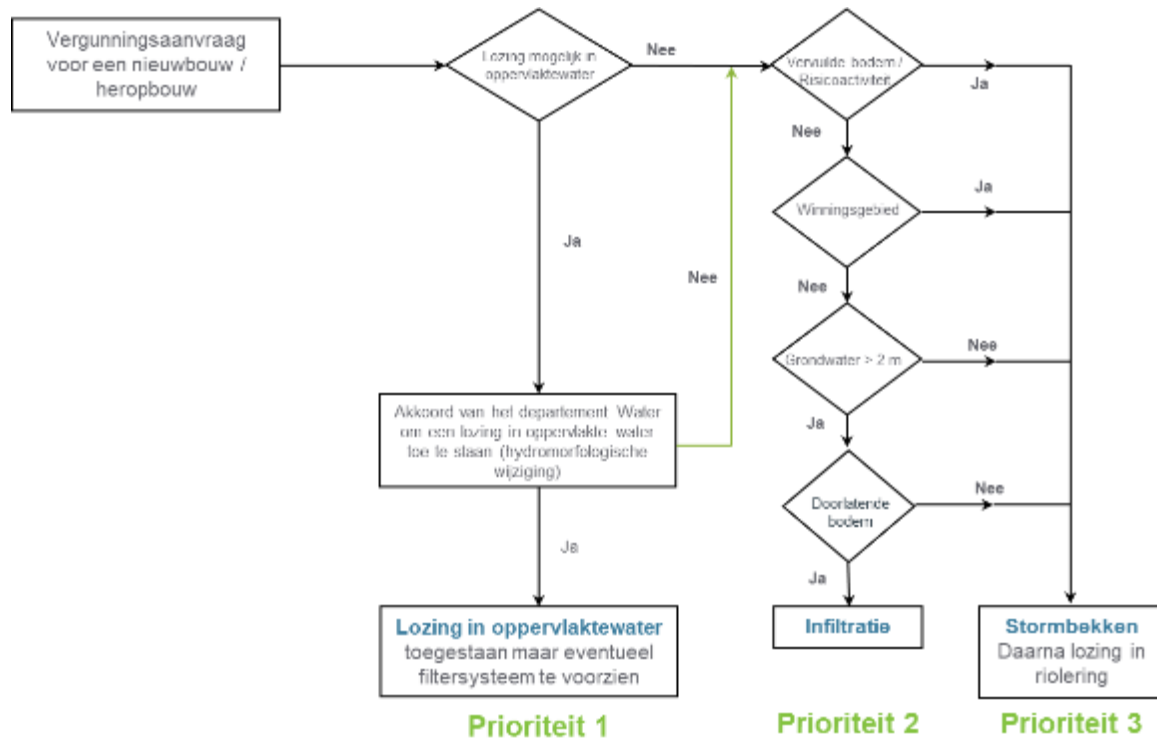 Vergunningsaanvraag
voor een nieuwbouw /
heropbouw
Lozing mogelijk in
oppervlaktewater
Nee
Vervuilde bodem /
Risicoactiviteit
Ja
Nee
Winningsgebied
Ja
Ja
Nee
Nee
Grondwater > 2 m
Nee
Akkoord van het departement Water
om een lozing in oppervlakte water
toe te staan (hydromorfologische
wijziging)
Ja
Doorlatende
bodem
Nee
Ja
Ja
Lozing in oppervlaktewater
toegestaan maar eventueel
filtersysteem te voorzien
Infiltratie
Stormbekken
Daarna lozing in
riolering
Prioriteit 1
Prioriteit 2
Prioriteit 3